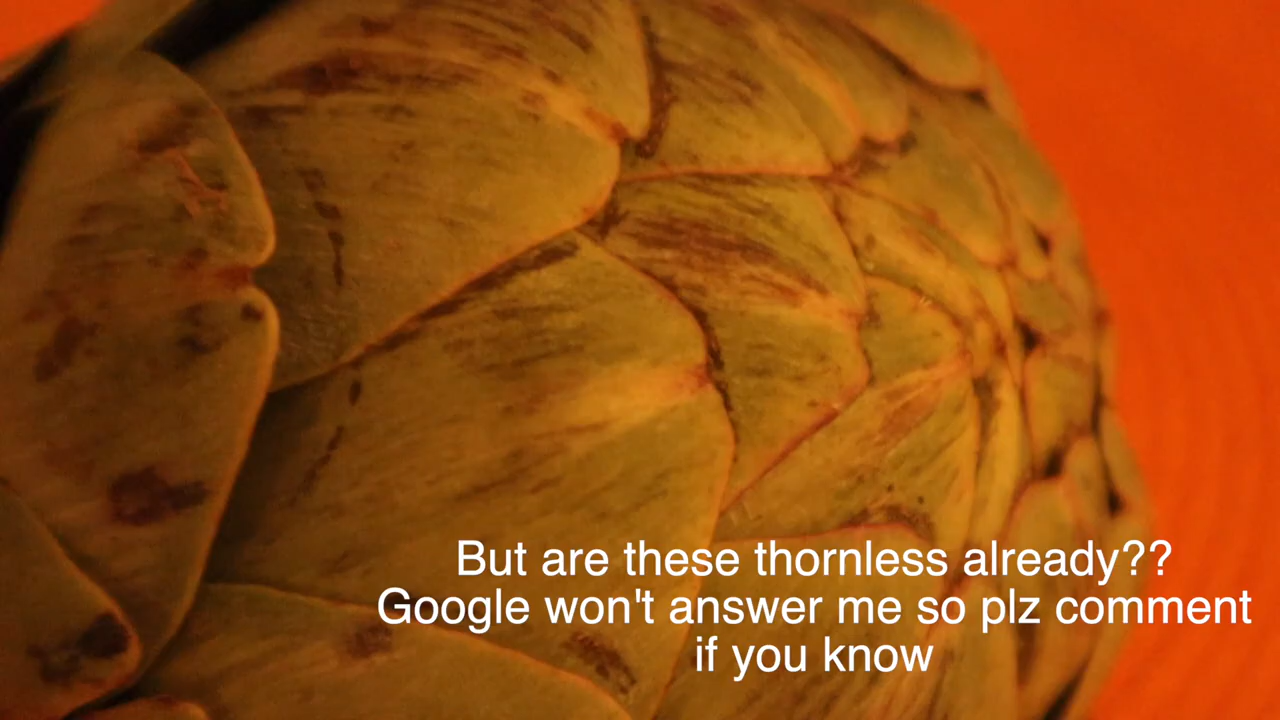 But are these thornless already??
Google won't answer me so plz comment
if you know